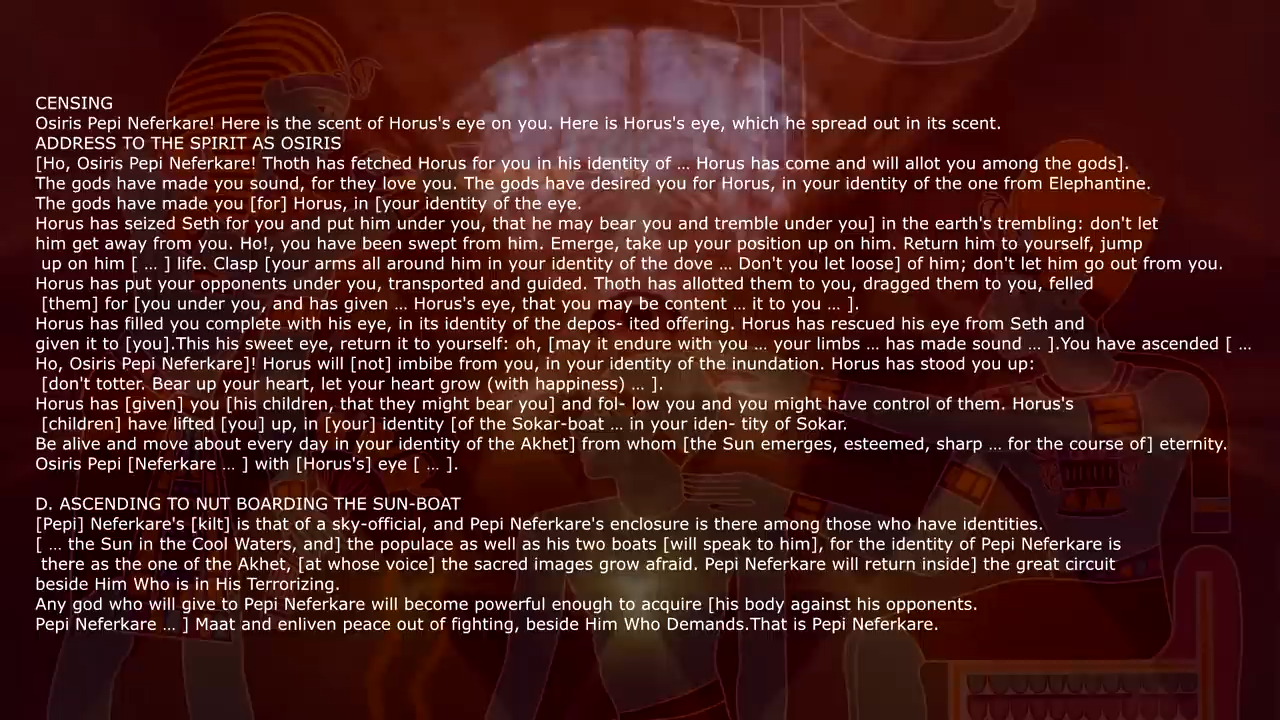 CENSING
Osiris Pepi Neferkare! Here is the scent of Horus's eye on you. Here is Horus's eye, which he spread out in its scent.
ADDRESS TO THE SPIRIT AS OSIRIS
[Ho, Osiris Pepi Neferkare! Thoth has fetched Horus for you in his identity of … Horus has come and will allot you among the gods].
The gods have made you sound, for they love you. The gods have desired you for Horus, in your identity of the one from Elephantine.
The gods have made you [for] Horus, in [your identity of the eye.
Horus has seized Seth for you and put him under you, that he may bear you and tremble under you] in the earth's trembling: don't let
him get away from you. Ho!, you have been swept from him. Emerge, take up your position up on him. Return him to yourself, jump
up on him [ … ] life. Clasp [your arms all around him in your identity of the dove … Don't you let loose] of him; don't let him go out from you.
Horus has put your opponents under you, transported and guided. Thoth has allotted them to you, dragged them to you, felled
[them] for [you under you, and has given … Horus's eye, that you may be content … it to you … ].
Horus has filled you complete with his eye, in its identity of the depos- ited offering. Horus has rescued his eye from Seth and
given it to [you].This his sweet eye, return it to yourself: oh, [may it endure with you … your limbs … has made sound … ].You have ascended [ …
Ho, Osiris Pepi Neferkare]! Horus will [not] imbibe from you, in your identity of the inundation. Horus has stood you up:
[don't totter. Bear up your heart, let your heart grow (with happiness) … ].
Horus has [given] you [his children, that they might bear you] and fol- low you and you might have control of them. Horus's
[children] have lifted [you] up, in [your] identity [of the Sokar-boat … in your iden- tity of Sokar.
Be alive and move about every day in your identity of the Akhet] from whom [the Sun emerges, esteemed, sharp … for the course of] eternity.
Osiris Pepi [Neferkare … ] with [Horus's] eye [ … ].
D. ASCENDING TO NUT BOARDING THE SUN-BOAT
[Pepi] Neferkare's [kilt] is that of a sky-official, and Pepi Neferkare's enclosure is there among those who have identities.
[ … the Sun in the Cool Waters, and] the populace as well as his two boats [will speak to him], for the identity of Pepi Neferkare is
there as the one of the Akhet, [at whose voice] the sacred images grow afraid. Pepi Neferkare will return inside] the great circuit
beside Him Who is in His Terrorizing.
Any god who will give to Pepi Neferkare will become powerful enough to acquire [his body against his opponents.
Pepi Neferkare … ] Maat and enliven peace out of fighting, beside Him Who Demands.That is Pepi Neferkare.